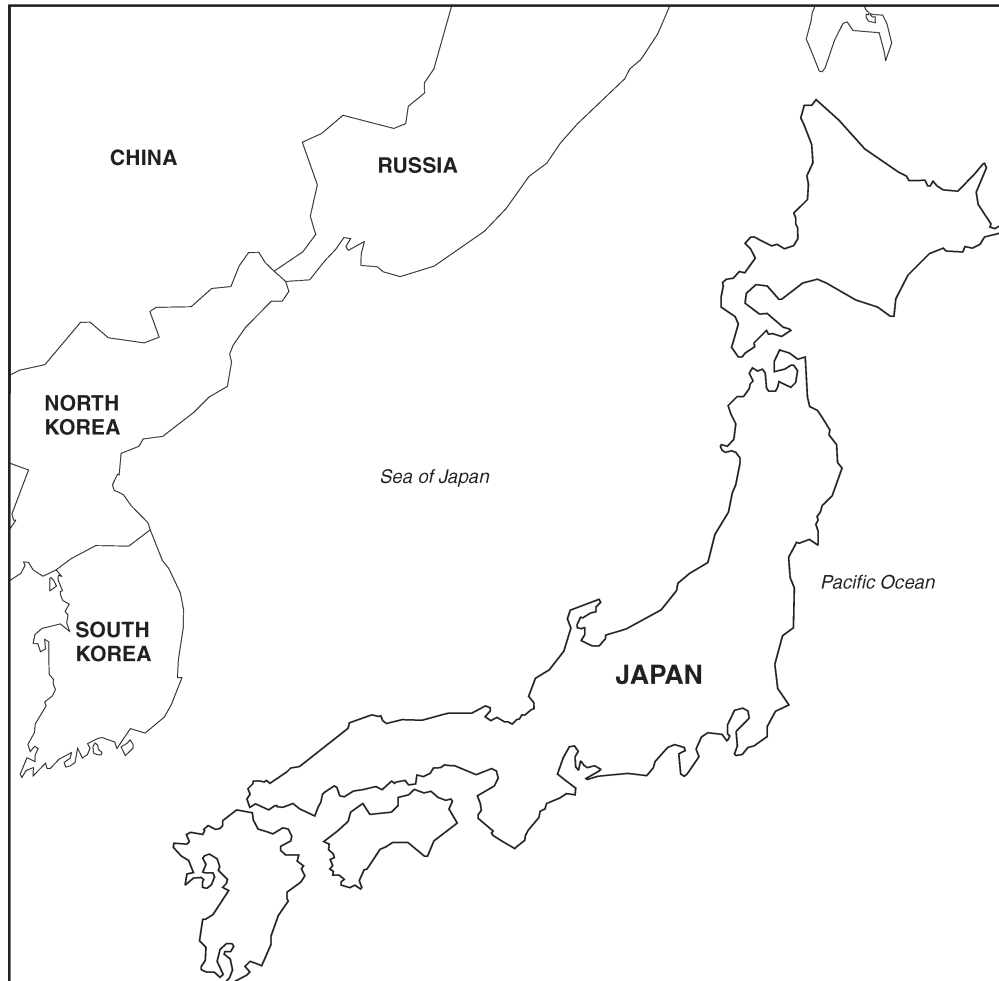 CHINA
RUSSIA
NORTH
KOREA
Sea of Japan
Pacific Ocean
SOUTH
KOREA
JAPAN